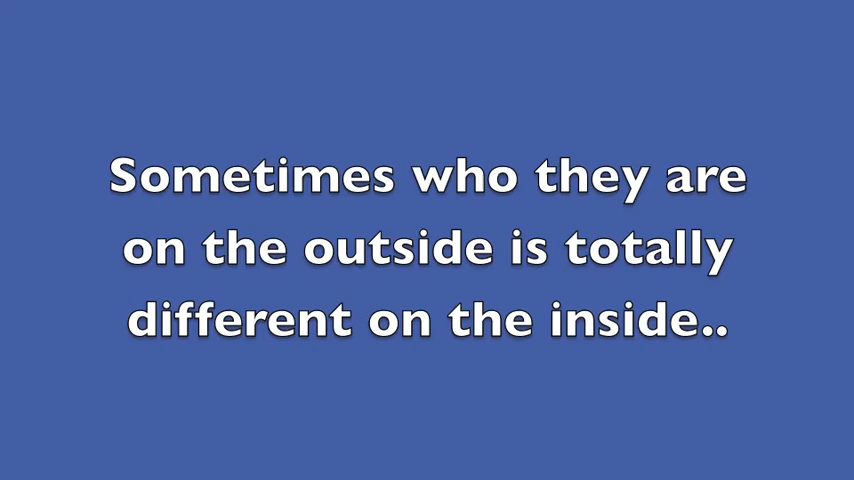 Sometimes who they are
on the outside is totally
different on the inside..